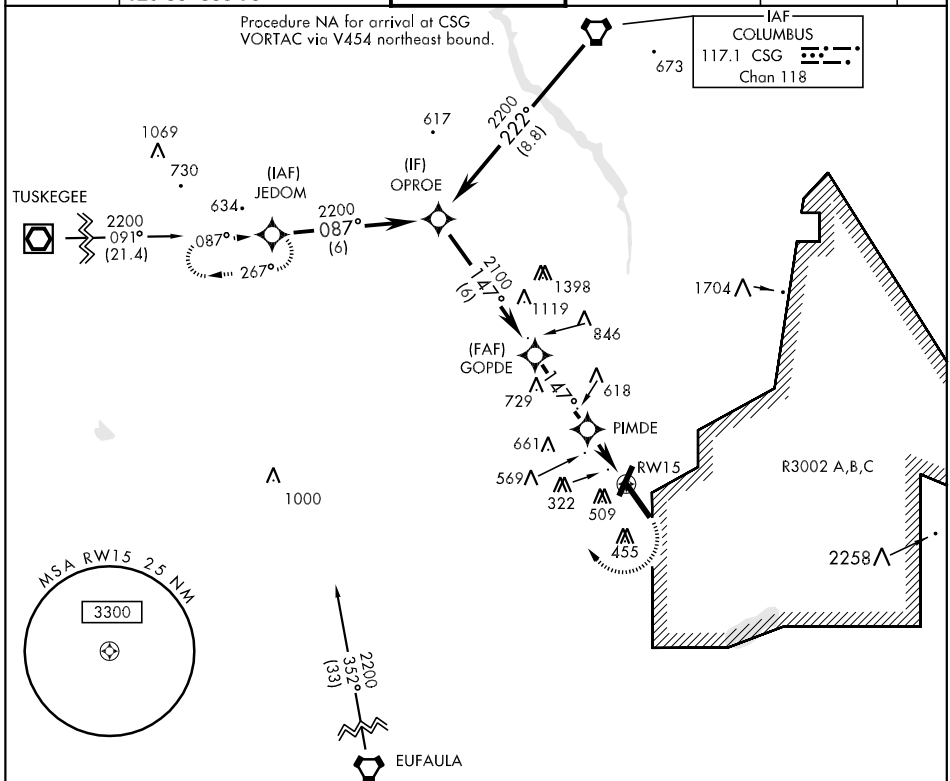 Procedure NA for arrival at CSG
VORTAC via V454 northeast bound.
IAF
COLUMBUS
117.1 CSG
Chan 118
673
2200
222°
(8.8)
617
1069
730
(IAF)
JEDOM
634
(IF)
OPROE
TUSKEGEE
2200
091°
(21.4)
087°
267°
2200
087°
(6)
2100
147°
(6)
1398
1119
846
1704
(FAF)
GOPDE
147°
729
618
PIMDE
661
569
322
509
RW15
455
R3002 A,B,C
1000
2258
MSA RW15 25 NM
3300
2200
352°
(33)
EUFAULA